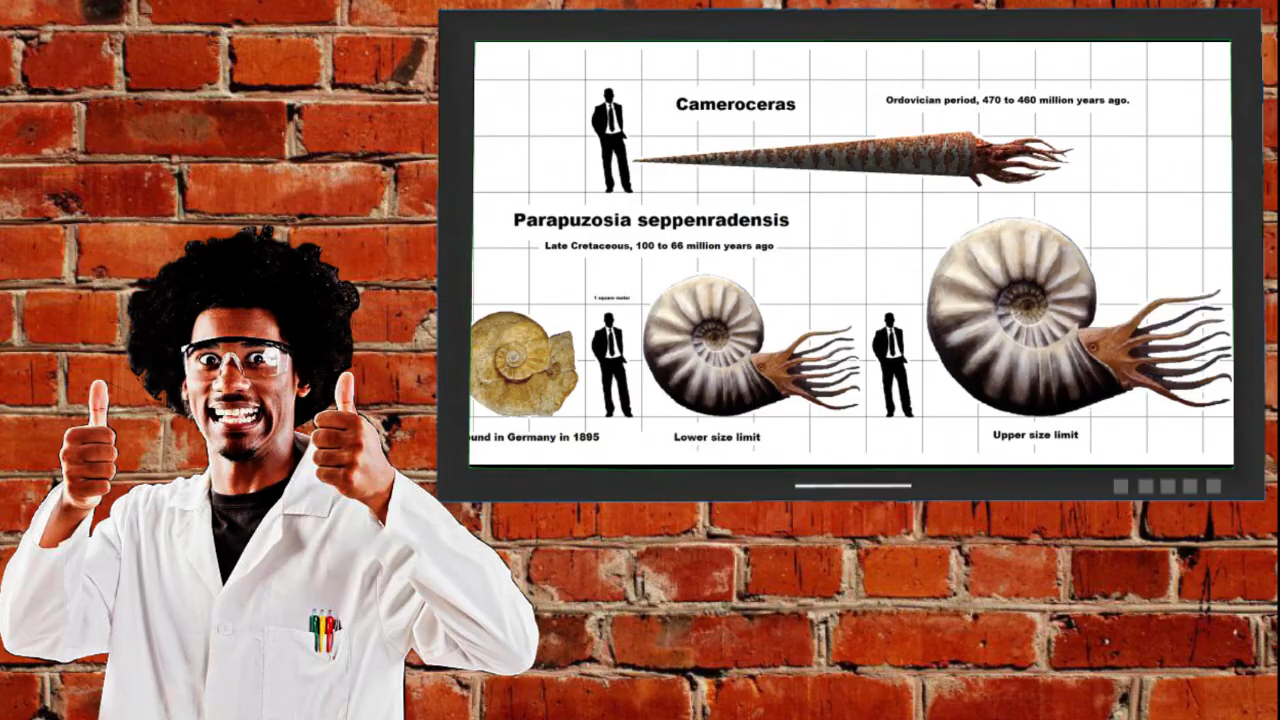 Cameroceras
Ordovician period, 470 to 460 million years ago.
Parapuzosia seppenradensis
Late Cretaceous, 100 to 66 million years ago
1 square meter
in Germany in 1895
Lower size limit
Upper size limit